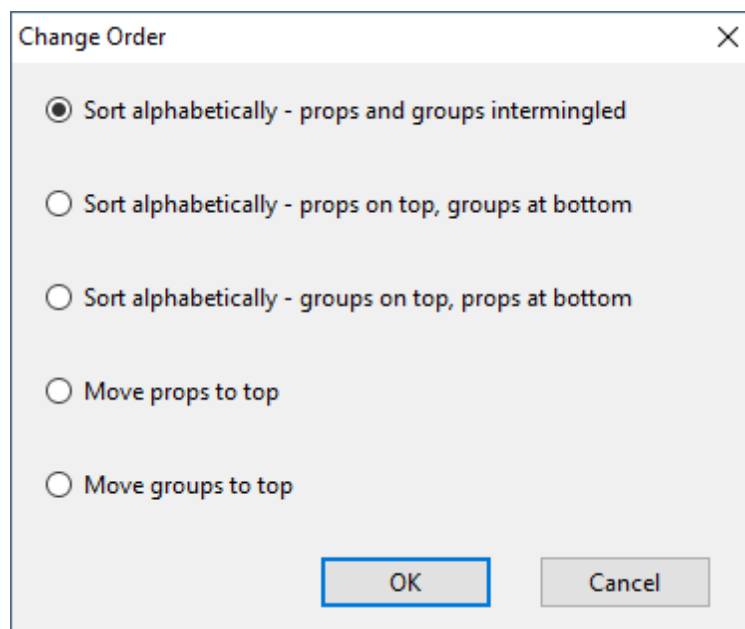 Change Order
Sort alphabetically - props and groups intermingled
Sort alphabetically - props on top, groups at bottom
Sort alphabetically - groups on top, props at bottom
Move props to top
Move groups to top
OK Cancel